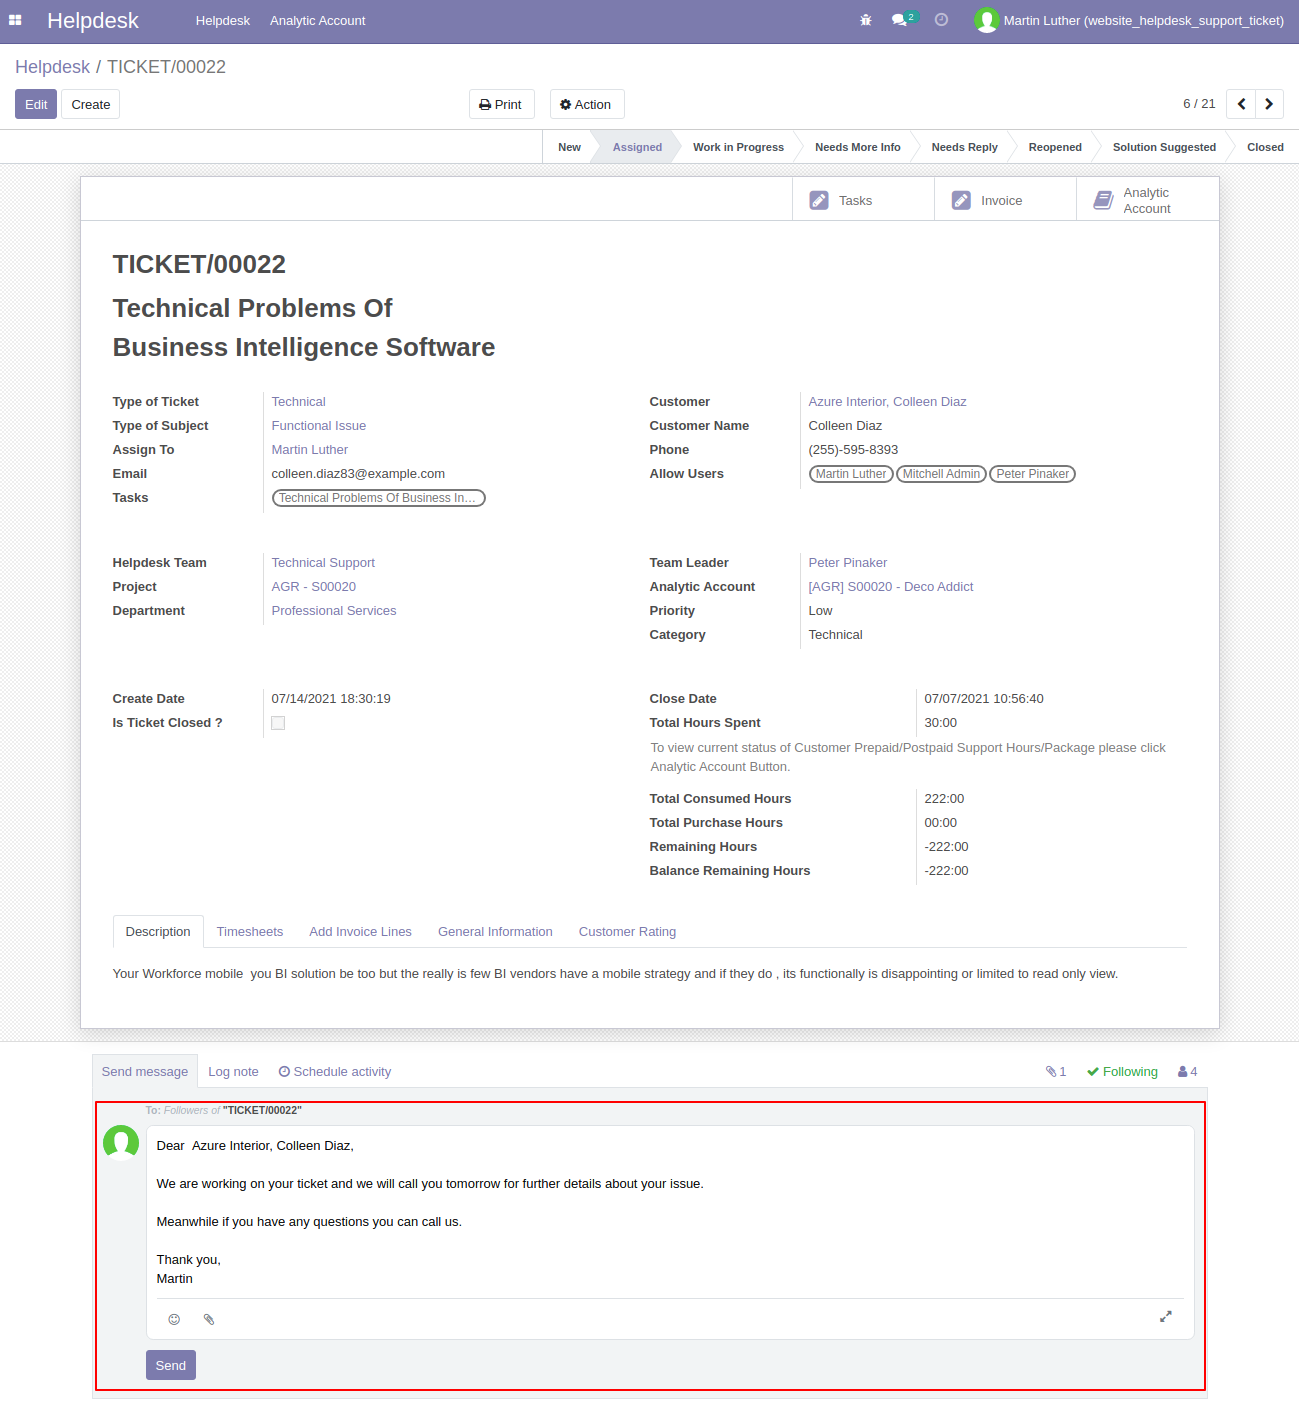 Helpdesk Helpdesk Analytic Account 2 Martin Luther (website_helpdesk_support_ticket)
Helpdesk / TICKET/00022
Edit Create Print Action 6 / 21
New Assigned Work in Progress Needs More Info Needs Reply Reopened Solution Suggested Closed
Tasks Invoice Analytic
Account
TICKET/00022
Technical Problems Of
Business Intelligence Software
Type of Ticket Technical Customer Azure Interior, Colleen Diaz
Type of Subject Functional Issue Customer Name Colleen Diaz
Assign To Martin Luther Phone (255)-595-8393
Email colleen.diaz83@example.com Allow Users Martin Luther Mitchell Admin Peter Pinaker
Tasks Technical Problems Of Business In...
Helpdesk Team Technical Support Team Leader Peter Pinaker
Project AGR - S00020 Analytic Account [AGR] S00020 - Deco Addict
Department Professional Services Priority Low
Category Technical
Create Date 07/14/2021 18:30:19 Close Date 07/07/2021 10:56:40
Is Ticket Closed ? Total Hours Spent 30:00
To view current status of Customer Prepaid/Postpaid Support Hours/Package please click
Analytic Account Button.
Total Consumed Hours 222:00
Total Purchase Hours 00:00
Remaining Hours -222:00
Balance Remaining Hours -222:00
Description Timesheets Add Invoice Lines General Information Customer Rating
Your Workforce mobile  you BI solution be too but the really is few BI vendors have a mobile strategy and if they do , its functionally is disappointing or limited to read only view.
Send message Log note Schedule activity 1 Following 4
To: Followers of "TICKET/00022"
Dear  Azure Interior, Colleen Diaz,
We are working on your ticket and we will call you tomorrow for further details about your issue.
Meanwhile if you have any questions you can call us.
Thank you,
Martin
Send